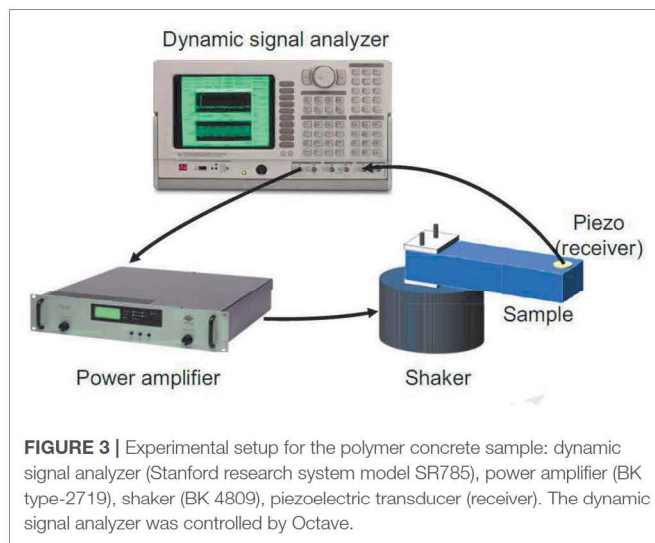 Dynamic signal analyzer
Piezo
(receiver)
Sample
Power amplifier
Shaker
FIGURE 3 | Experimental setup for the polymer concrete sample: dynamic
signal analyzer (Stanford research system model SR785), power amplifier (BK
type-2719), shaker (BK 4809), piezoelectric transducer (receiver). The dynamic
signal analyzer was controlled by Octave.